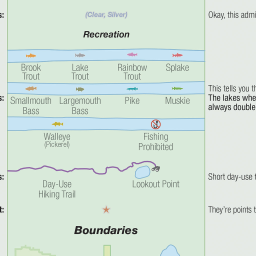 (Clear, Silver)
Okay, this admi
Recreation
Brook Trout
Lake Trout
Rainbow Trout
Splake
This tells you th
The lakes whe
always double
Smallmouth Bass
Largemouth Bass
Pike
Muskie
Walleye
(Pickerel)
Fishing Prohibited
Day-Use Hiking Trail
Lookout Point
Short day-use t
They're points t
Boundaries